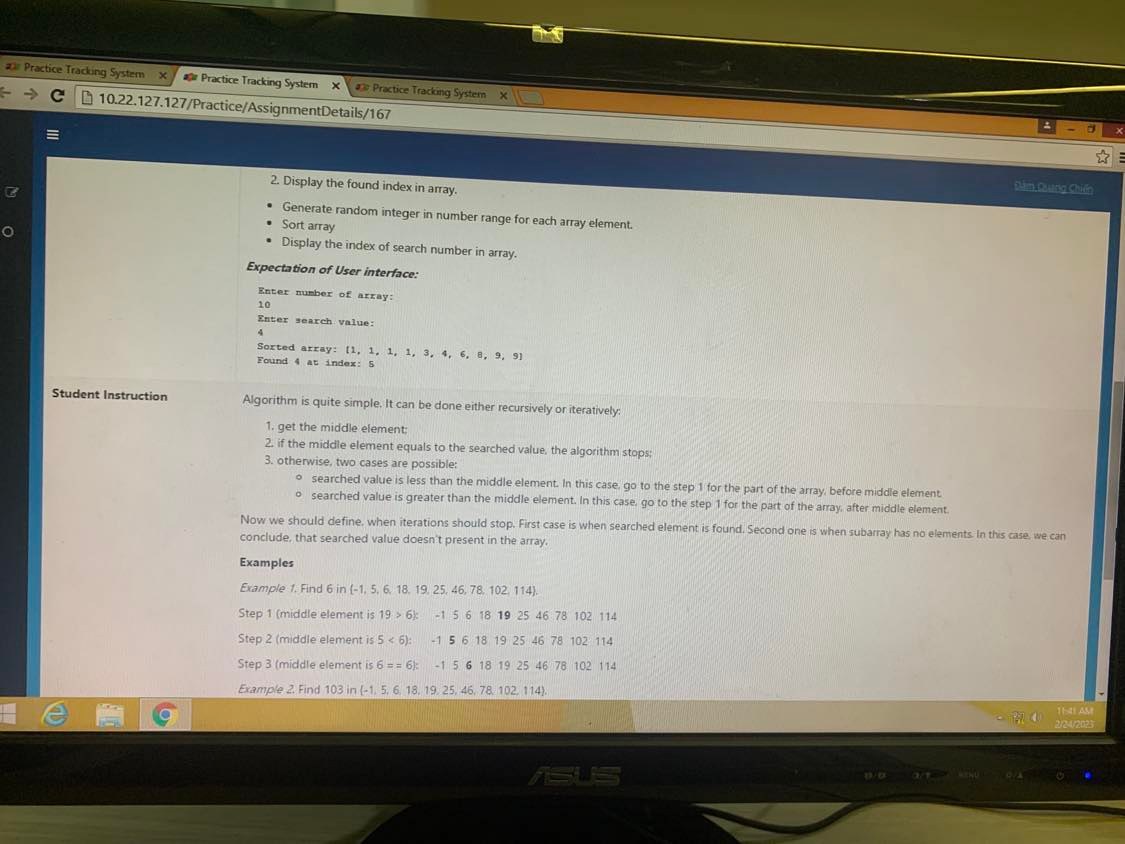 Practice Tracking System
Practice Tracking System
Practice Tracking System
10.22.127.127/Practice/AssignmentDetails/167
Đàm Quang Chiến
2. Display the found index in array.
• Generate random integer in number range for each array element.
• Sort array
• Display the index of search number in array.
Expectation of User interface:
Enter number of array:
10
Enter search value:
4
Sorted array: [1, 1, 1, 1, 3, 4, 6, 8, 9, 9]
Found 4 at index: 5
Student Instruction
Algorithm is quite simple. It can be done either recursively or iteratively:
1. get the middle element;
2. if the middle element equals to the searched value, the algorithm stops;
3. otherwise, two cases are possible:
o searched value is less than the middle element. In this case, go to the step 1 for the part of the array, before middle element.
o searched value is greater than the middle element. In this case, go to the step 1 for the part of the array, after middle element.
Now we should define, when iterations should stop. First case is when searched element is found. Second one is when subarray has no elements. In this case, we can
conclude, that searched value doesn't present in the array.
Examples
Example 1. Find 6 in {-1, 5, 6, 18, 19, 25, 46, 78, 102, 114}.
Step 1 (middle element is 19 > 6): -1 5 6 18 19 25 46 78 102 114
Step 2 (middle element is 5 < 6): -1 5 6 18 19 25 46 78 102 114
Step 3 (middle element is 6 == 6): -1 5 6 18 19 25 46 78 102 114
Example 2. Find 103 in {-1, 5, 6, 18, 19, 25, 46, 78, 102, 114}.
11:41 AM
2/24/2023
ASUS
MENU